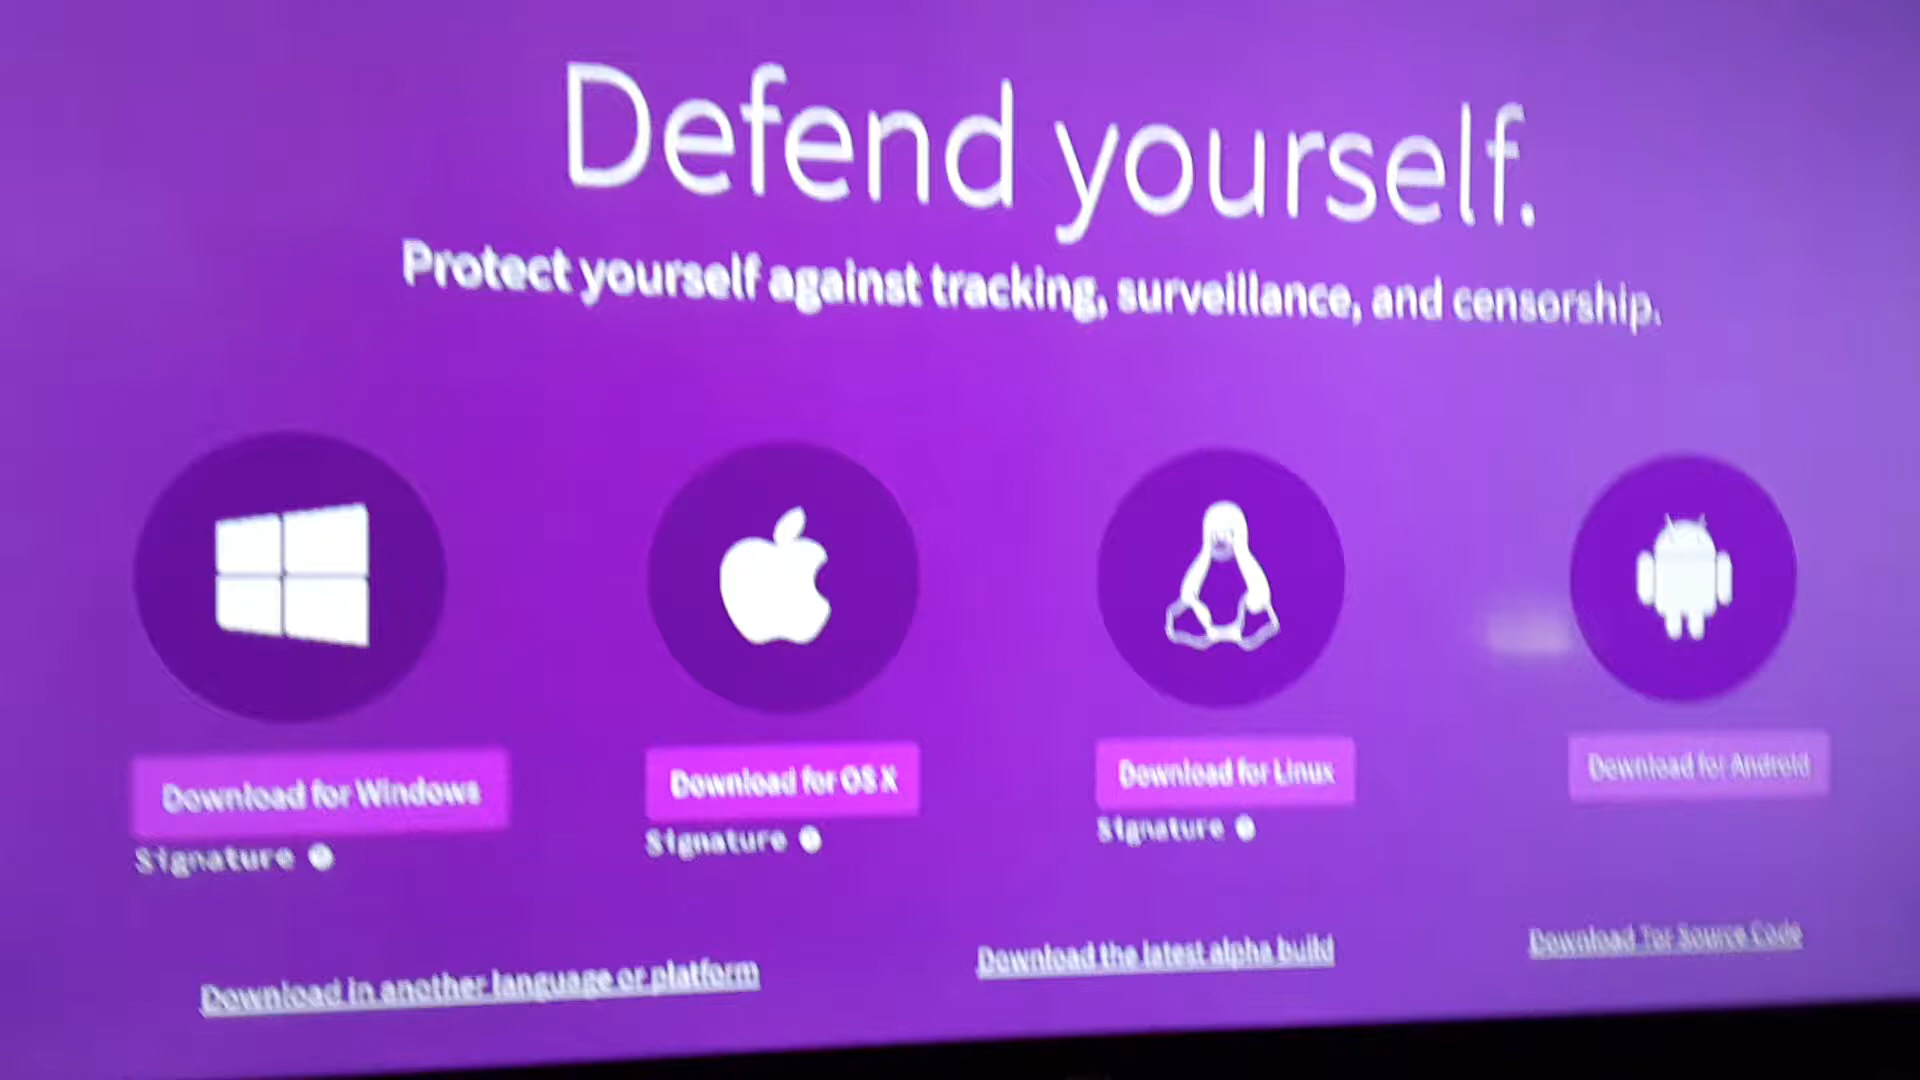 Defend yourself.
Protect yourself against tracking, surveillance, and censorship.
Download for Windows
Download for OS X
Download for Linux
Download for Android
Signature
Signature
Signature
Download in another language or platform
Download the latest alpha build
Download Tor Source Code